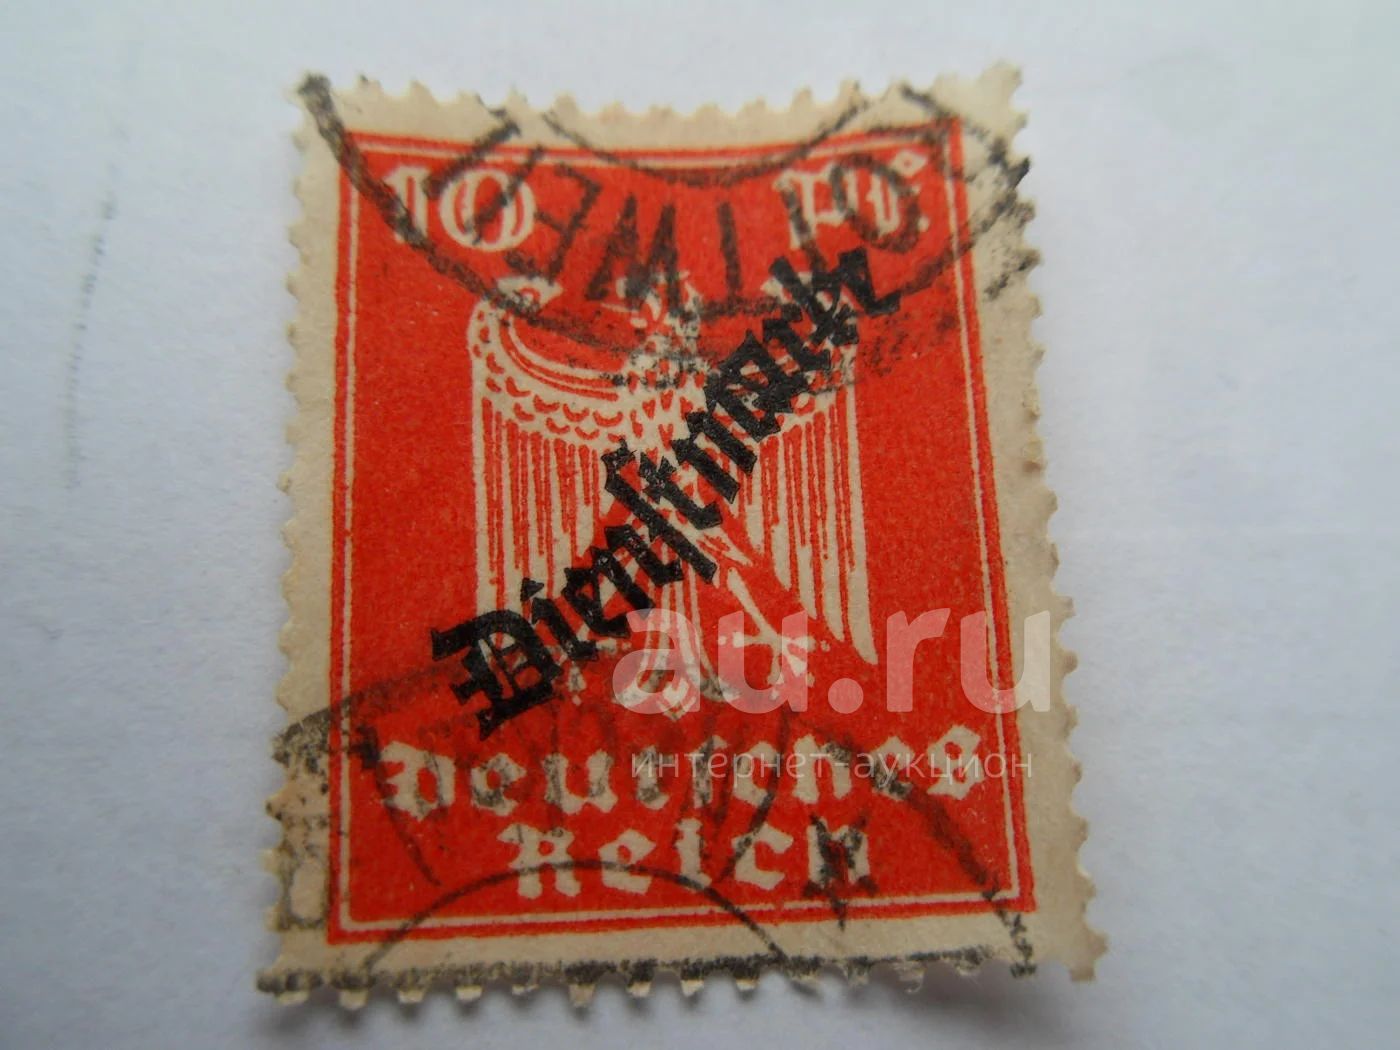 10 Pf.
Dienstmarke
Deutsches
Reich
au.ru
интернет-аукцион